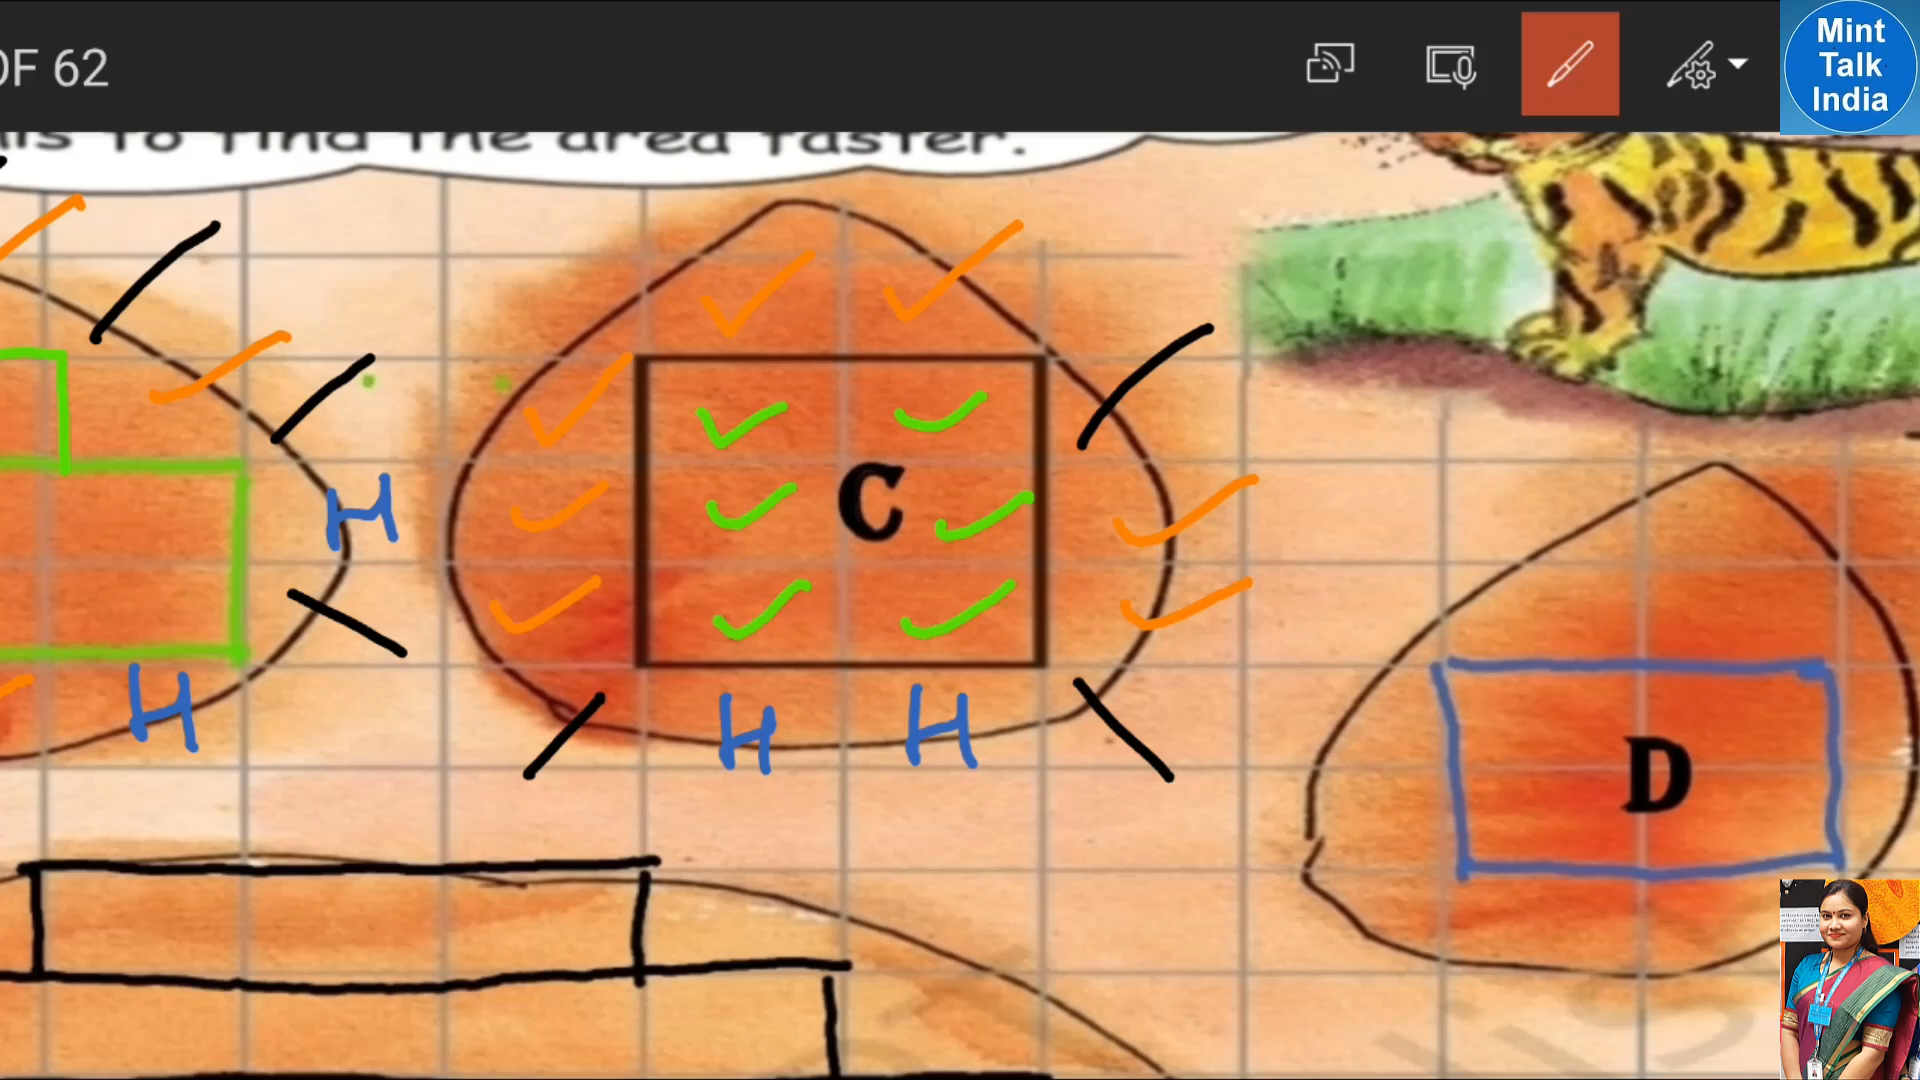 OF 62
Mint
Talk
India
to find the area faster.
H
C
H
H
H
D